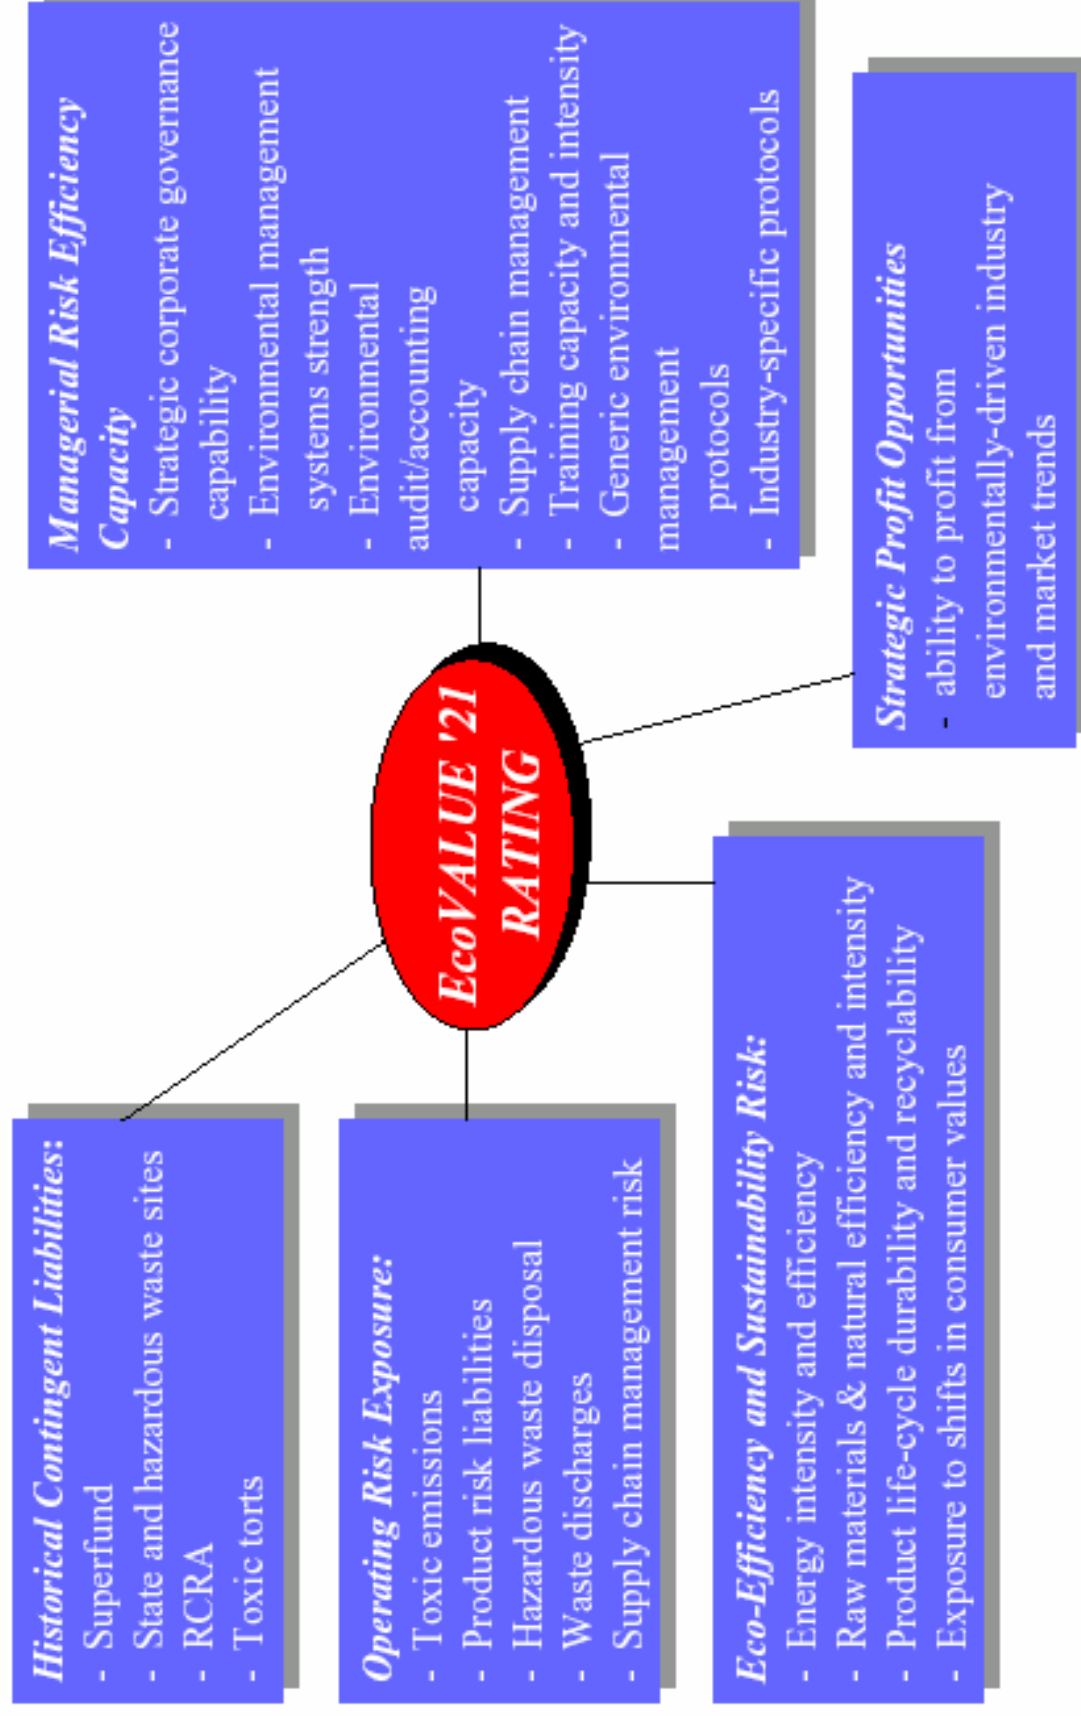 Historical Contingent Liabilities:
- Superfund
- State and hazardous waste sites
- RCRA
- Toxic torts
Operating Risk Exposure:
- Toxic emissions
- Product risk liabilities
- Hazardous waste disposal
- Waste discharges
- Supply chain management risk
Eco-Efficiency and Sustainability Risk:
- Energy intensity and efficiency
- Raw materials & natural efficiency and intensity
- Product life-cycle durability and recyclability
- Exposure to shifts in consumer values
EcoVALUE '21
RATING
Managerial Risk Efficiency
Capacity
- Strategic corporate governance
capability
- Environmental management
systems strength
- Environmental
audit/accounting
capacity
- Supply chain management
- Training capacity and intensity
- Generic environmental
management
protocols
- Industry-specific protocols
Strategic Profit Opportunities
- ability to profit from
environmentally-driven industry
and market trends